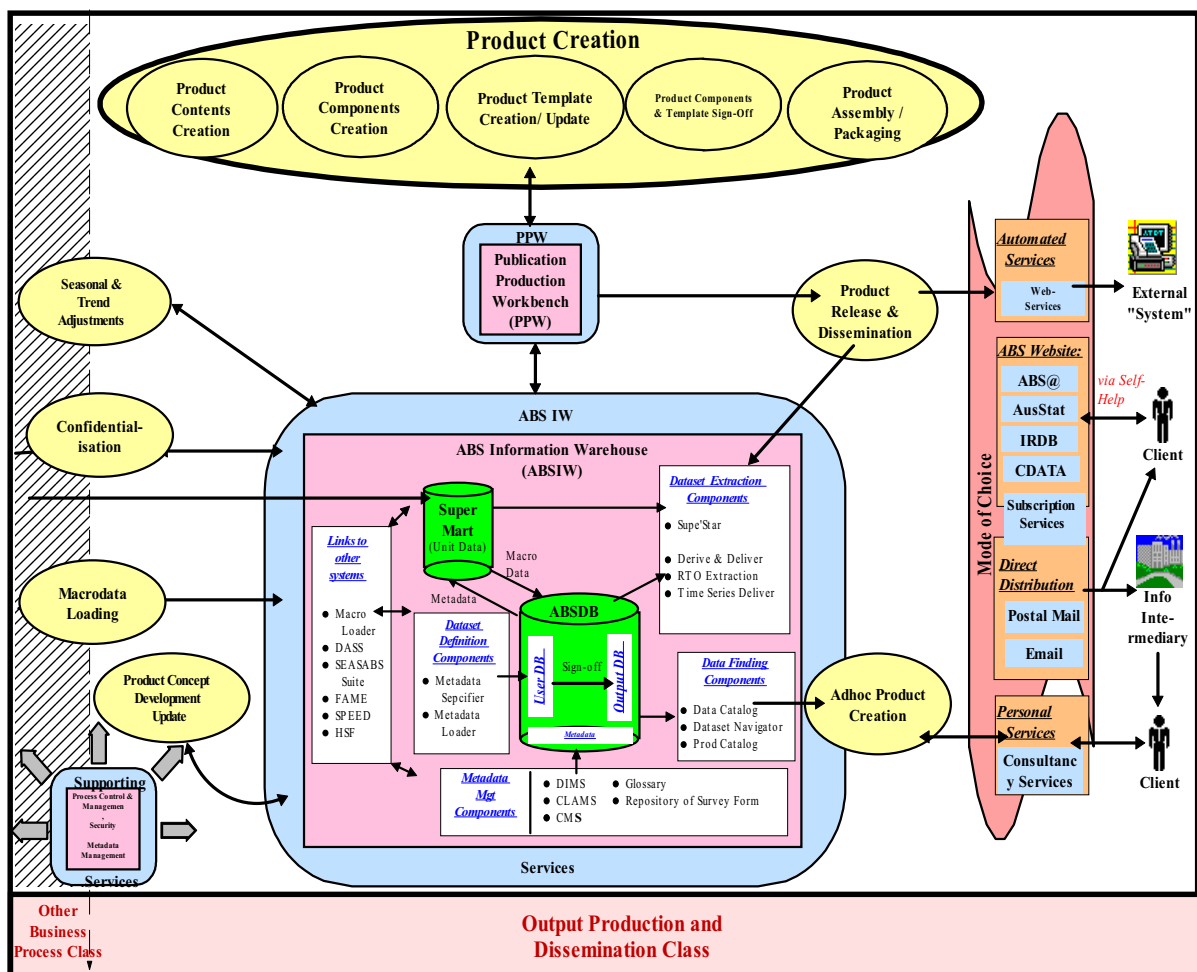 Product Creation
Product
Contents
Creation
Product
Components
Creation
Product Template
Creation/ Update
Product Components
& Template Sign-Off
Product
Assembly /
Packaging
PPW
Publication
Production
Workbench
(PPW)
Seasonal &
Trend
Adjustments
Product
Release &
Dissemination
Confidential-
isation
Macrodata
Loading
Product Concept
Development
Update
Supporting
Process Control &
Managemen
,
Security
Metadata
Management
Services
ABS IW
ABS Information Warehouse
(ABSIW)
Super
Mart
(Unit Data)
Macro
Data
Metadata
Links to
other
systems
● Macro
Loader
● DASS
● SEASABS
Suite
● FAME
● SPEED
● HSF
Dataset
Definition
Components
● Metadata
Sepcifier
● Metadata
Loader
ABSDB
User DB
Sign-off
Output DB
Metadata
Dataset Extraction
Components
● Supe'Star
● Derive & Deliver
● RTO Extraction
● Time Series Deliver
Data Finding
Components
● Data Catalog
● Dataset Navigator
● Prod Catalog
Metadata
Mgt
Components
● DIMS
● CLAMS
● CMS
● Glossary
● Repository of Survey Form
Services
Adhoc Product
Creation
Mode of Choice
Automated
Services
Web-
Services
ABS Website:
ABS@
AusStat
IRDB
CDATA
Subscription
Services
Direct
Distribution
Postal Mail
Email
Personal
Services
Consultanc
y Services
External
"System"
via Self-
Help
Client
Info
Inte-
rmediary
Client
Other
Business
Process Class
Output Production and
Dissemination Class